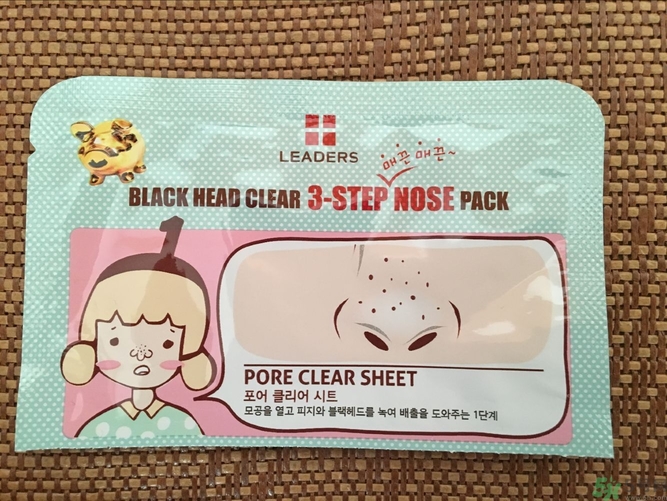 LEADERS
매끈 매끈~
BLACK HEAD CLEAR 3-STEP NOSE PACK
1
PORE CLEAR SHEET
포어 클리어 시트
모공을 열고 피지와 블랙헤드를 녹여 배출을 도와주는 1단계